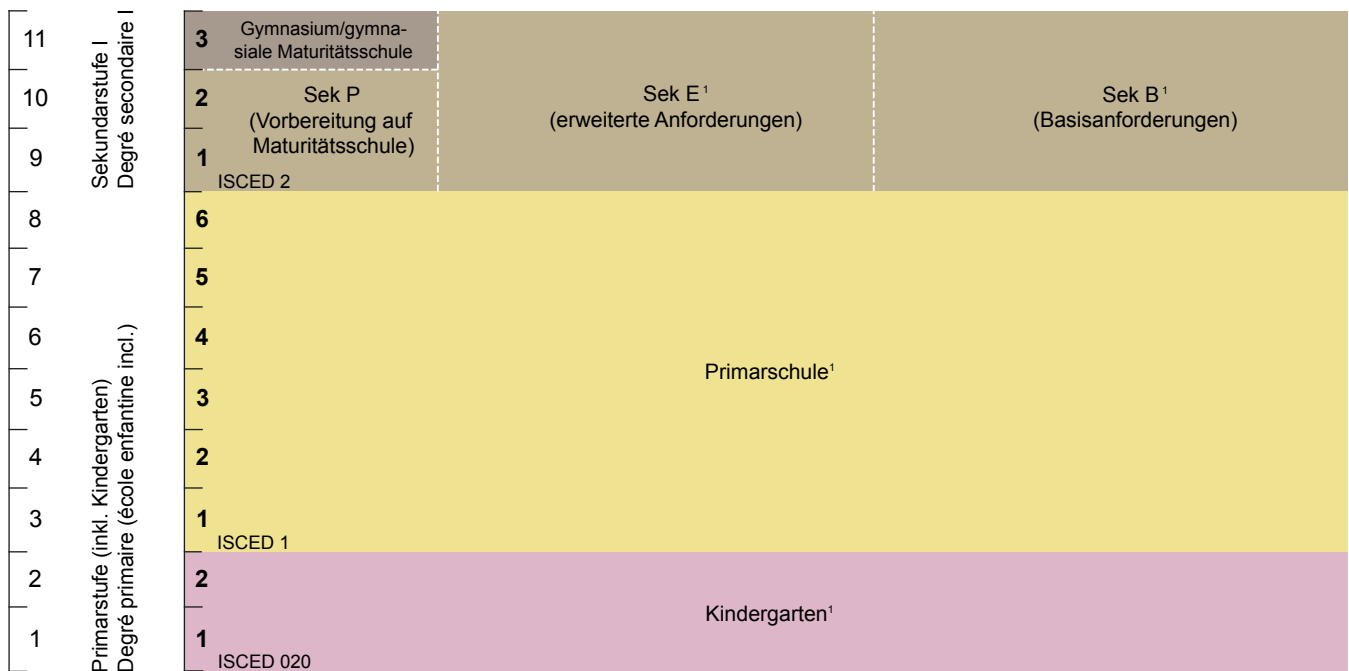 11
Sekundarstufe I
Degré secondaire I
3
Gymnasium/gymna-
siale Maturitätsschule
10
2
Sek P
(Vorbereitung auf
Maturitätsschule)
Sek E ¹
(erweiterte Anforderungen)
Sek B ¹
(Basisanforderungen)
9
1
ISCED 2
8
6
7
5
6
4
Primarschule¹
5
3
4
2
3
1
ISCED 1
Primarstufe (inkl. Kindergarten)
Degré primaire (école enfantine incl.)
2
2
Kindergarten¹
1
1
ISCED 020